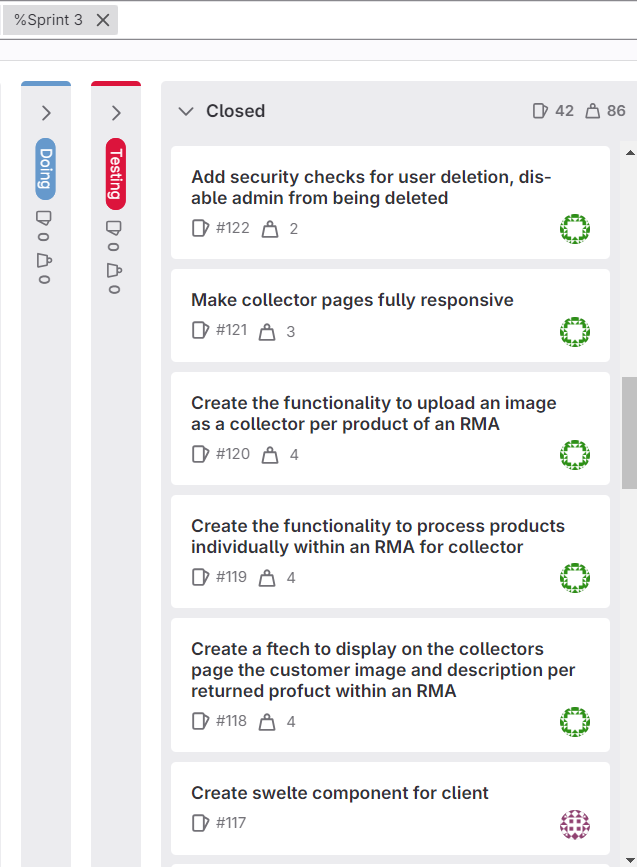 %Sprint 3
Doing
0
0
Testing
0
0
Closed 42 86
Add security checks for user deletion, dis-
able admin from being deleted
#122 2
Make collector pages fully responsive
#121 3
Create the functionality to upload an image
as a collector per product of an RMA
#120 4
Create the functionality to process products
individually within an RMA for collector
#119 4
Create a ftech to display on the collectors
page the customer image and description per
returned profuct within an RMA
#118 4
Create swelte component for client
#117